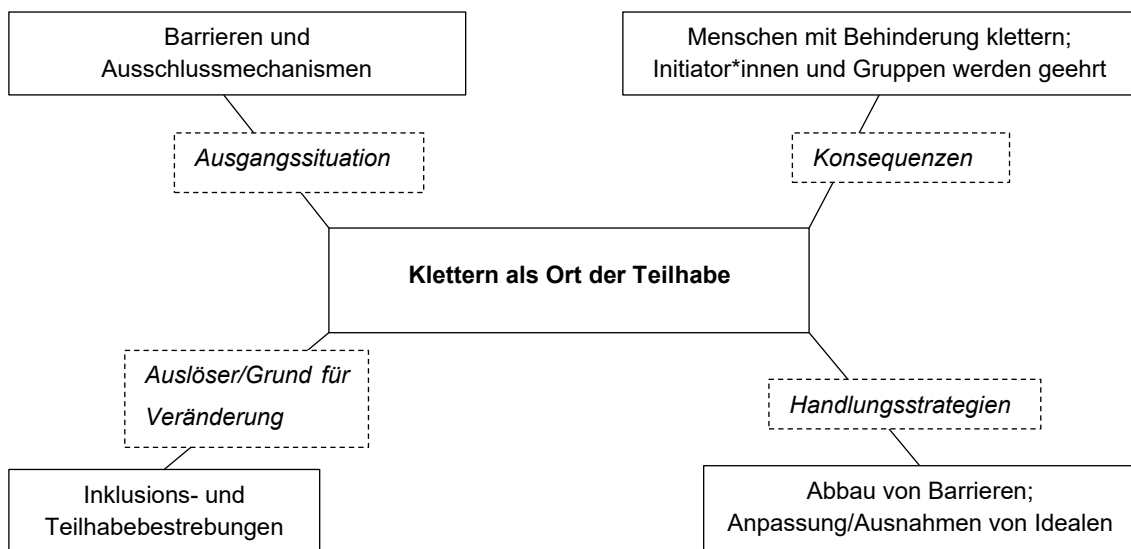 Barrieren und
Ausschlussmechanismen
Menschen mit Behinderung klettern;
Initiator*innen und Gruppen werden geehrt
Ausgangssituation
Konsequenzen
Klettern als Ort der Teilhabe
Auslöser/Grund für
Veränderung
Handlungsstrategien
Inklusions- und
Teilhabebestrebungen
Abbau von Barrieren;
Anpassung/Ausnahmen von Idealen